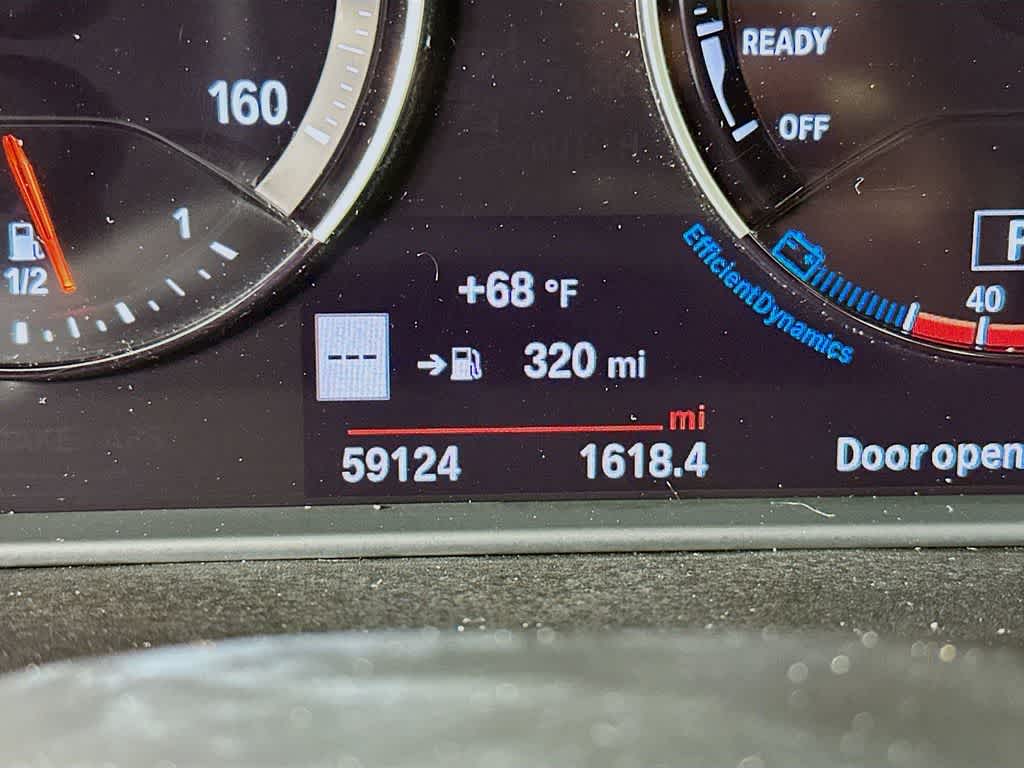 160
READY
OFF
1
1/2
EfficientDynamics
40
+68 °F
---
320 mi
mi
59124
1618.4
Door open